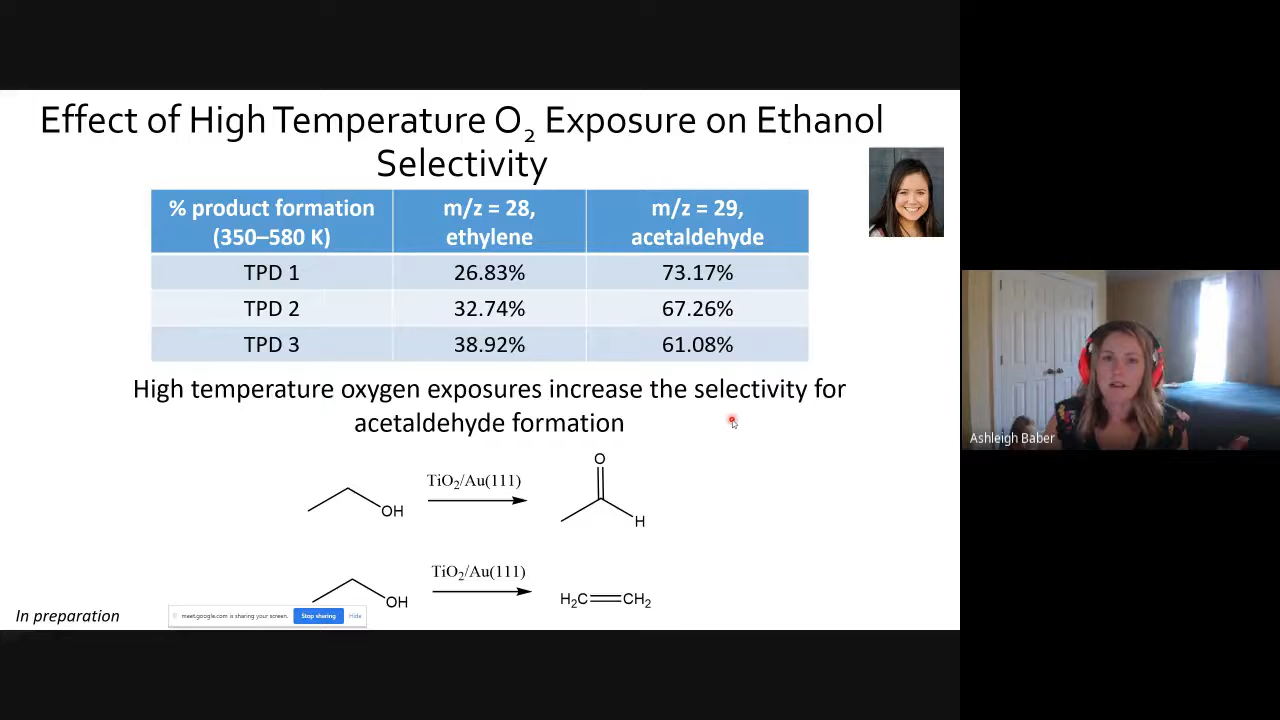 Effect of High Temperature O₂ Exposure on Ethanol
Selectivity
% product formation
(350–580 K)
m/z = 28,
ethylene
m/z = 29,
acetaldehyde
TPD 1
26.83%
73.17%
TPD 2
32.74%
67.26%
TPD 3
38.92%
61.08%
High temperature oxygen exposures increase the selectivity for
acetaldehyde formation
OH
TiO₂/Au(111)
O
H
OH
TiO₂/Au(111)
H₂C
CH₂
In preparation
meet.google.com is sharing your screen.
Stop sharing
Hide
Ashleigh Baber